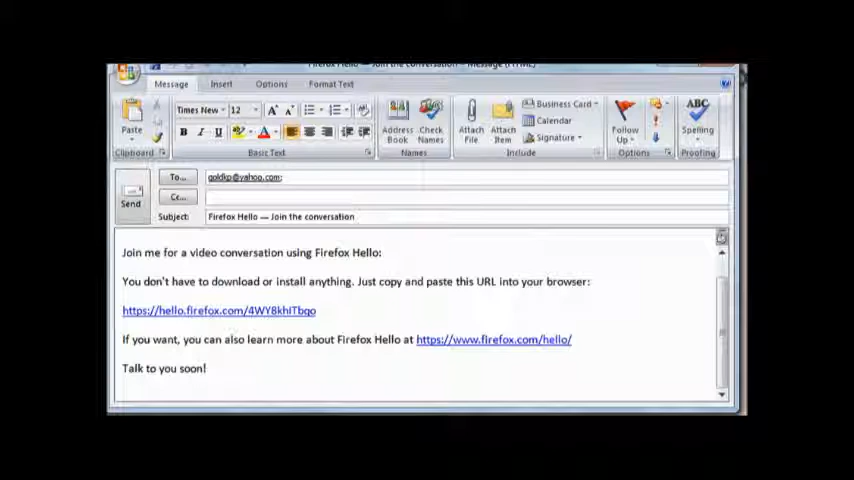 Firefox Hello — Join the conversation - Message (HTML)
Message Insert Options Format Text
Times New 12
Business Card
Calendar
Signature
Paste
Address Book
Check Names
Attach File
Attach Item
Follow Up
ABC
Spelling
Clipboard Basic Text Names Include Options Proofing
To... goldkp@yahoo.com;
Cc...
Send
Subject: Firefox Hello — Join the conversation
Join me for a video conversation using Firefox Hello:
You don't have to download or install anything. Just copy and paste this URL into your browser:
https://hello.firefox.com/4WY8khITbqo
If you want, you can also learn more about Firefox Hello at https://www.firefox.com/hello/
Talk to you soon!